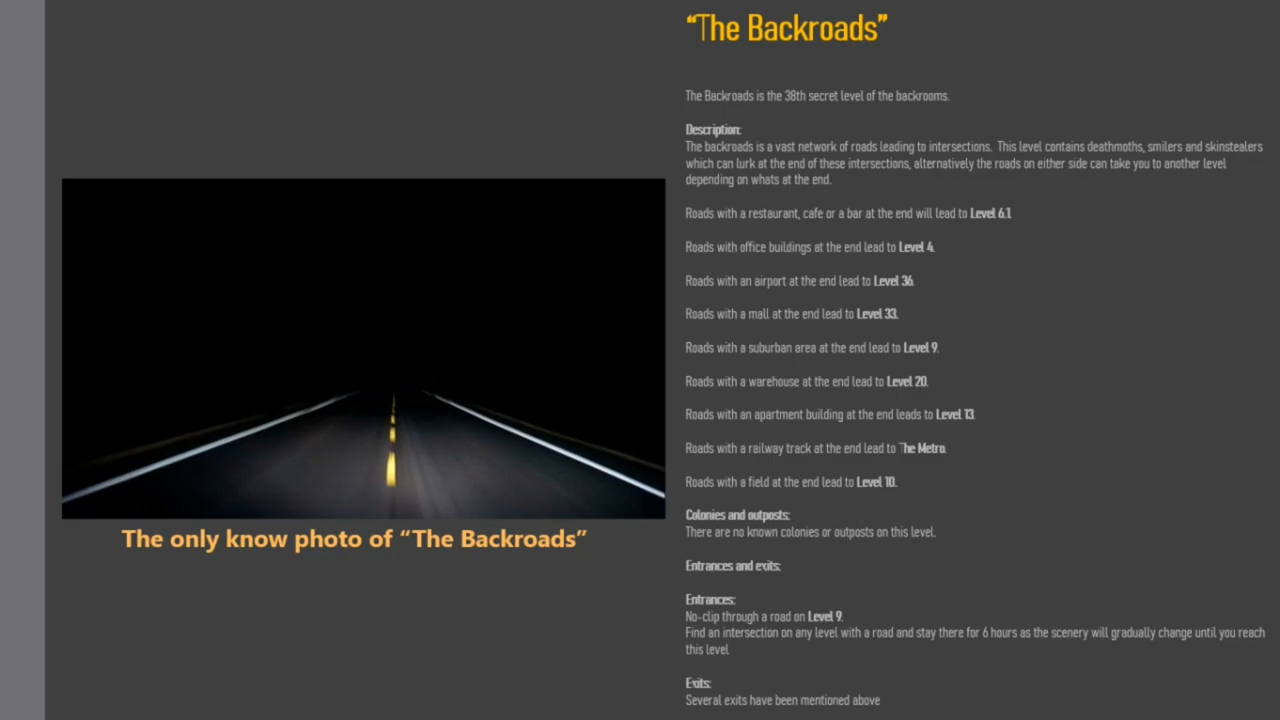 “The Backroads”
The Backroads is the 38th secret level of the backrooms.
Description:
The backroads is a vast network of roads leading to intersections. This level contains deathmoths, smilers and skinstealers
which can lurk at the end of these intersections, alternatively the roads on either side can take you to another level
depending on whats at the end.
Roads with a restaurant, cafe or a bar at the end will lead to Level 6.1.
Roads with office buildings at the end lead to Level 4.
Roads with an airport at the end lead to Level 36.
Roads with a mall at the end lead to Level 33.
Roads with a suburban area at the end lead to Level 9.
Roads with a warehouse at the end lead to Level 20.
Roads with an apartment building at the end leads to Level 13.
Roads with a railway track at the end lead to The Metro.
Roads with a field at the end lead to Level 10.
Colonies and outposts:
There are no known colonies or outposts on this level.
Entrances and exits:
Entrances:
No-clip through a road on Level 9.
Find an intersection on any level with a road and stay there for 6 hours as the scenery will gradually change until you reach
this level
Exits:
Several exits have been mentioned above
The only know photo of “The Backroads”